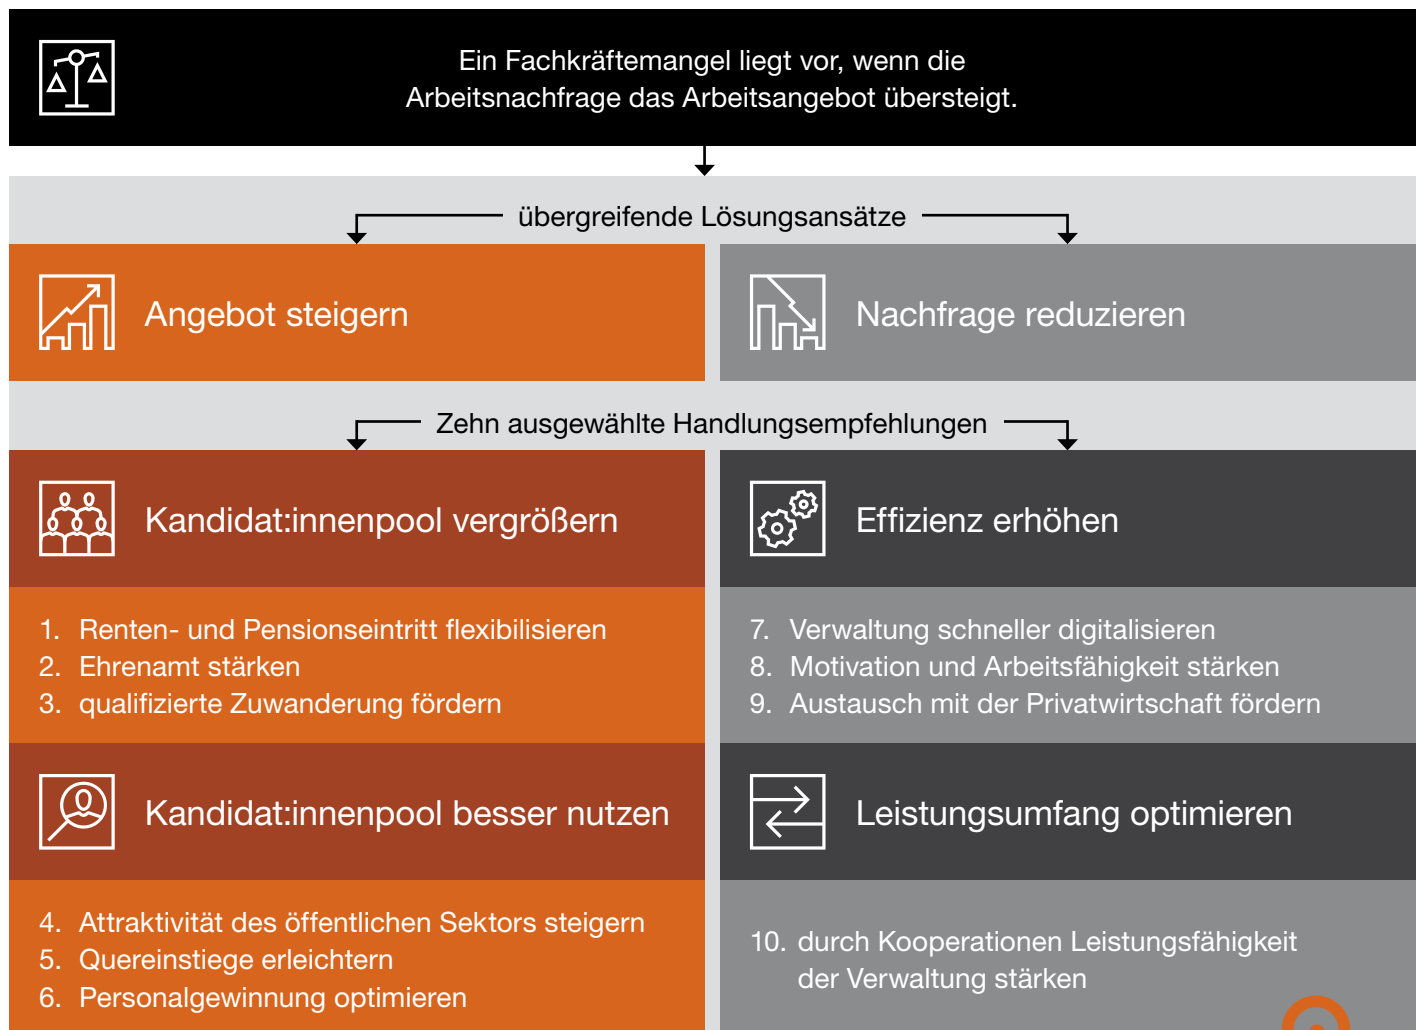 Ein Fachkräftemangel liegt vor, wenn die
Arbeitsnachfrage das Arbeitsangebot übersteigt.
übergreifende Lösungsansätze
Angebot steigern
Nachfrage reduzieren
Zehn ausgewählte Handlungsempfehlungen
Kandidat:innenpool vergrößern
1. Renten- und Pensionseintritt flexibilisieren
2. Ehrenamt stärken
3. qualifizierte Zuwanderung fördern
Kandidat:innenpool besser nutzen
4. Attraktivität des öffentlichen Sektors steigern
5. Quereinstiege erleichtern
6. Personalgewinnung optimieren
Effizienz erhöhen
7. Verwaltung schneller digitalisieren
8. Motivation und Arbeitsfähigkeit stärken
9. Austausch mit der Privatwirtschaft fördern
Leistungsumfang optimieren
10. durch Kooperationen Leistungsfähigkeit
der Verwaltung stärken